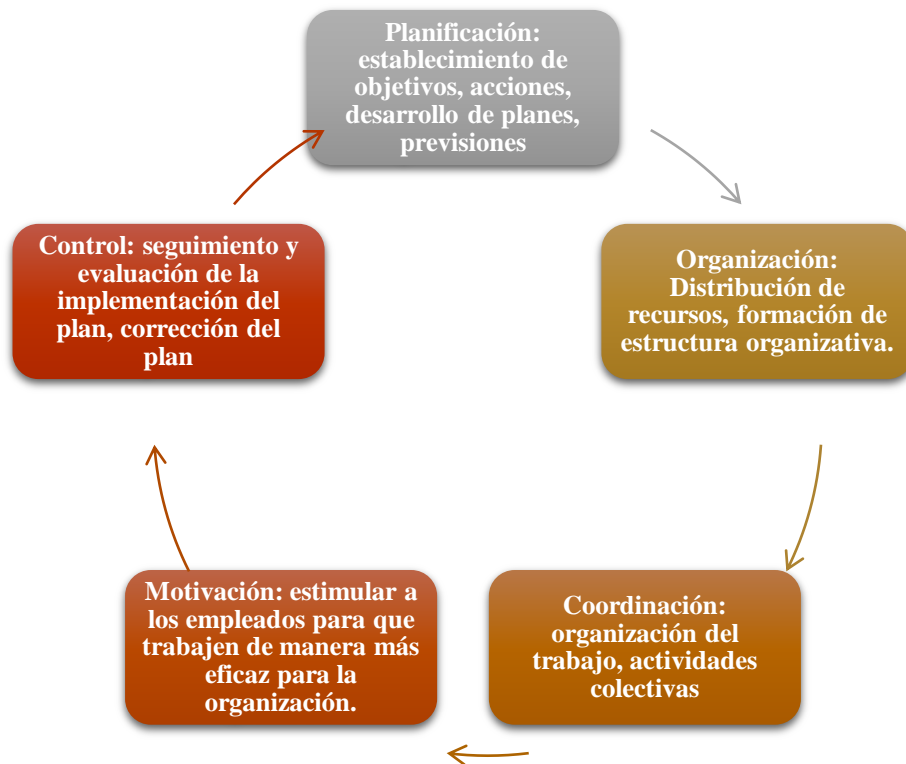 Planificación:
establecimiento de
objetivos, acciones,
desarrollo de planes,
previsiones
Organización:
Distribución de
recursos, formación de
estructura organizativa.
Coordinación:
organización del
trabajo, actividades
colectivas
Motivación: estimular a
los empleados para que
trabajen de manera más
eficaz para la
organización.
Control: seguimiento y
evaluación de la
implementación del
plan, corrección del
plan